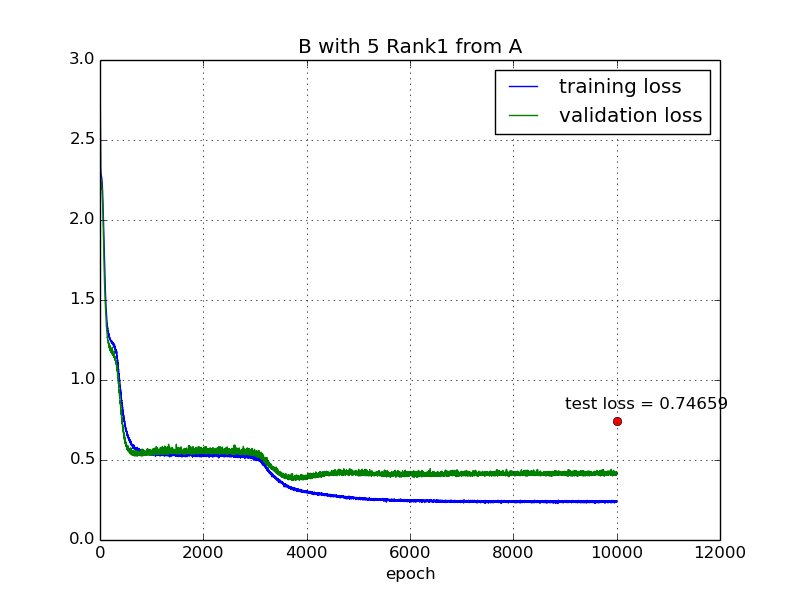 B with 5 Rank1 from A
3.0
training loss
validation loss
2.5
2.0
1.5
1.0
test loss = 0.74659
0.5
0.0
0 2000 4000 6000 8000 10000 12000
epoch